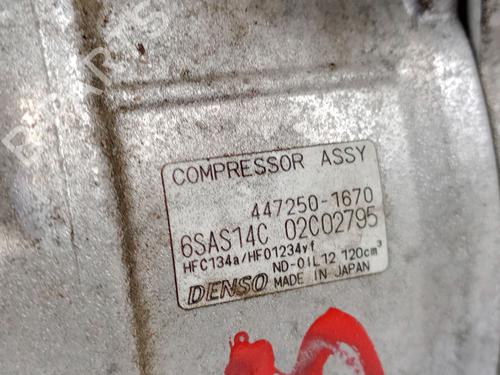 COMPRESSOR ASSY
447250-1670
6SAS14C 02C02795
HFC134a/HFO1234yf
ND-OIL12 120cm³
DENSO MADE IN JAPAN